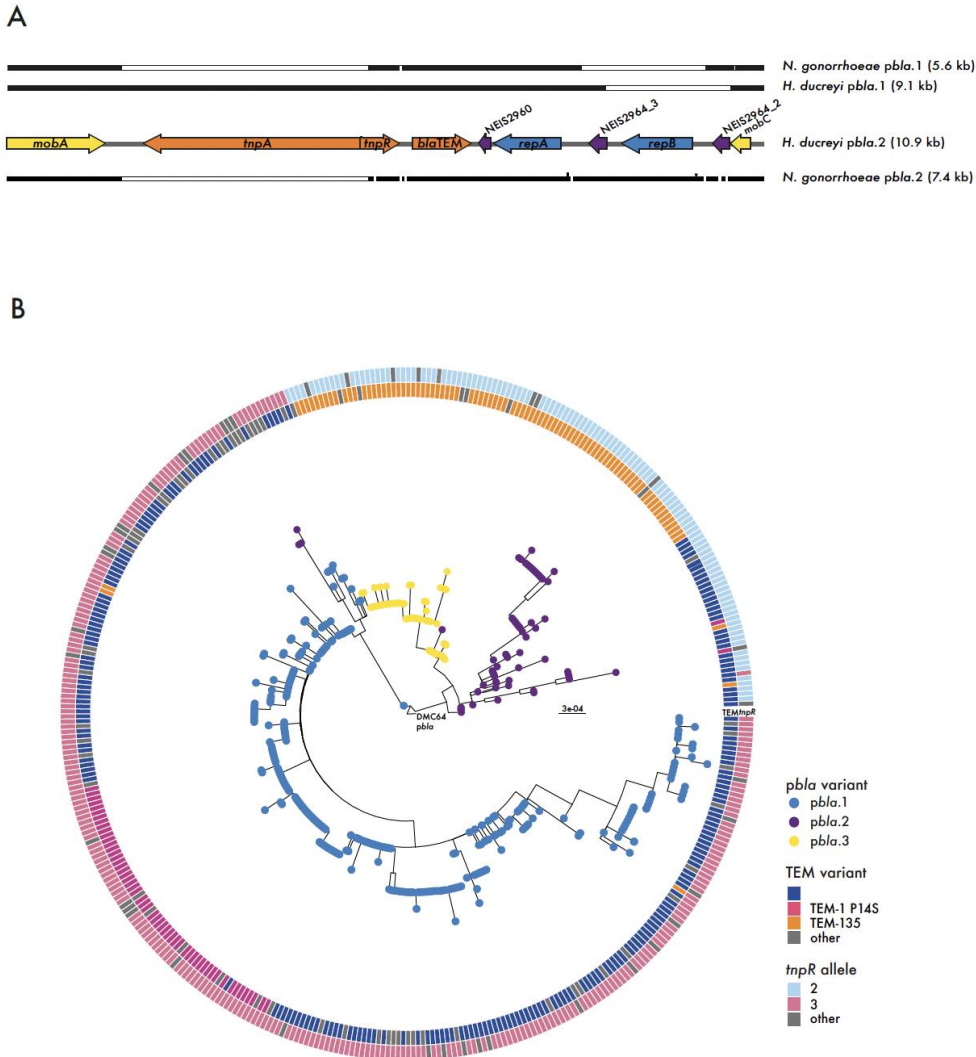 A
N. gonorrhoeae pbla.1 (5.6 kb)
H. ducreyi pbla.1 (9.1 kb)
NEIS2960
NEIS2964_3
NEIS2964_2
mobC
mobA
tnpA
tnpR
blaTEM
repA
repB
H. ducreyi pbla.2 (10.9 kb)
N. gonorrhoeae pbla.2 (7.4 kb)
B
DMC64
pbla
3e-04
TEM tnpR
pbla variant
pbla.1
pbla.2
pbla.3
TEM variant
TEM-1 P14S
TEM-135
other
tnpR allele
2
3
other